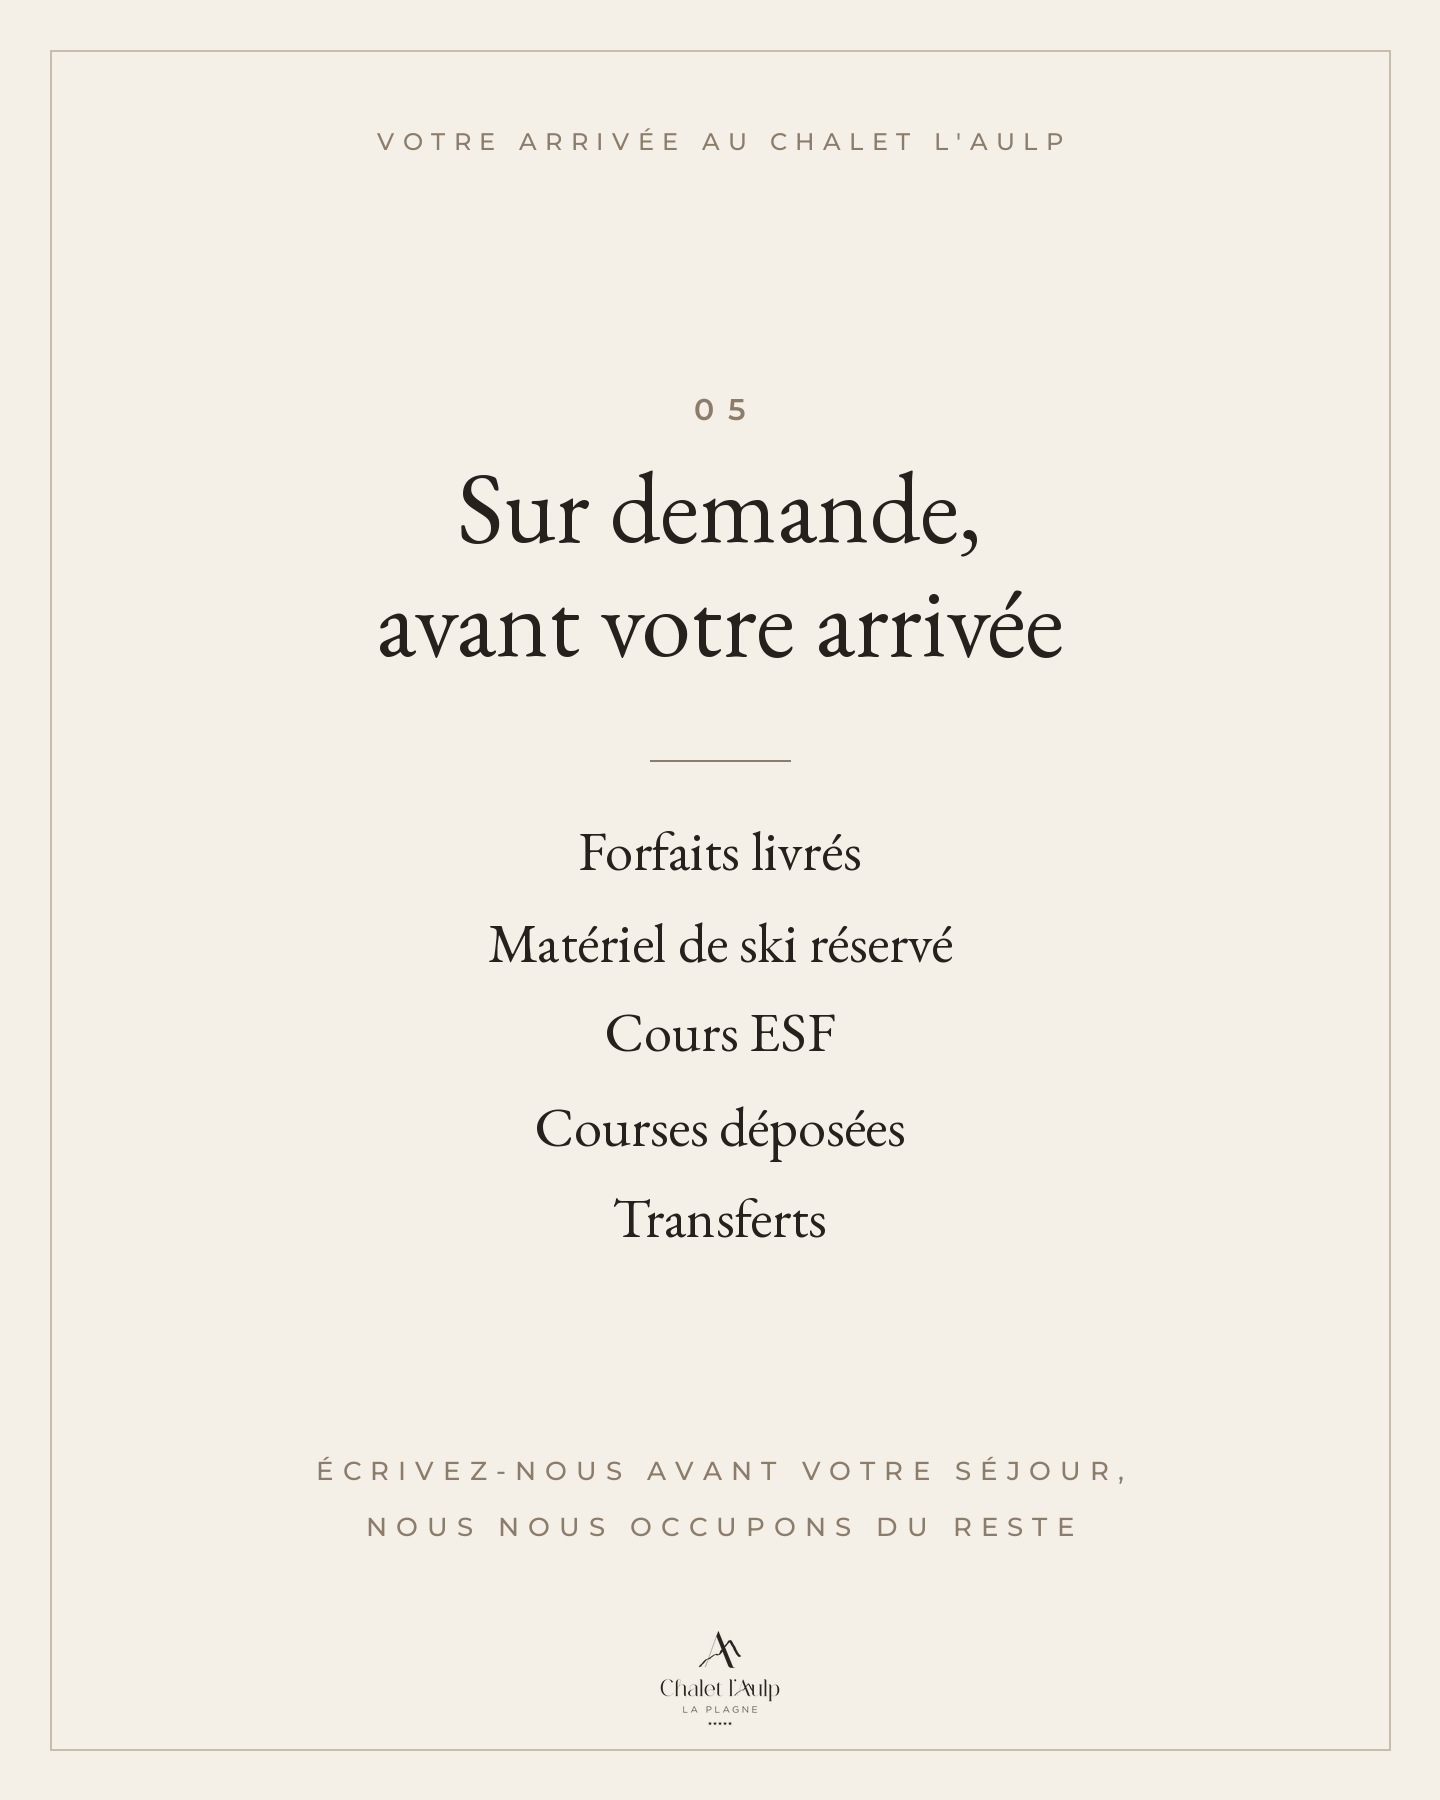 VOTRE ARRIVÉE AU CHALET L'AULP
05
Sur demande,
avant votre arrivée
Forfaits livrés
Matériel de ski réservé
Cours ESF
Courses déposées
Transferts
ÉCRIVEZ-NOUS AVANT VOTRE SÉJOUR,
NOUS NOUS OCCUPONS DU RESTE
Chalet l'Aulp
LA PLAGNE